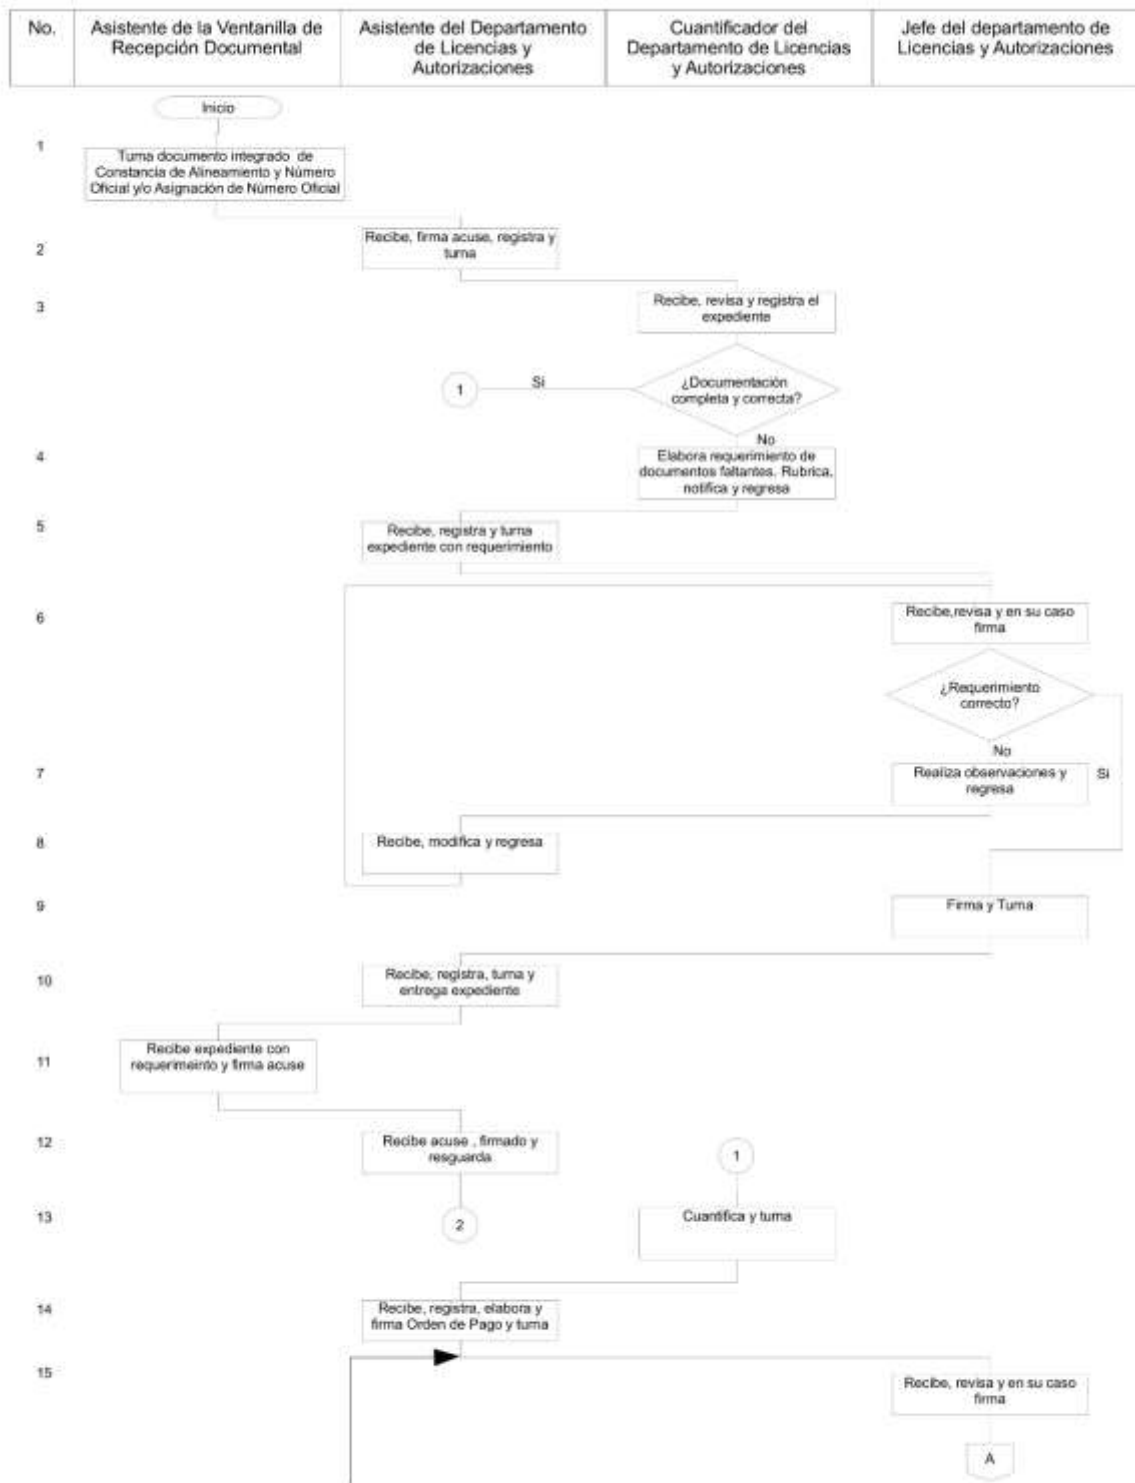 No.
Asistente de la Ventanilla de
Recepción Documental
Asistente del Departamento
de Licencias y
Autorizaciones
Cuantificador del
Departamento de Licencias
y Autorizaciones
Jefe del departamento de
Licencias y Autorizaciones
Inicio
1
Turna documento integrado de
Constancia de Alineamiento y Número
Oficial y/o Asignación de Número Oficial
2
Recibe, firma acuse, registra y
turna
3
Recibe, revisa y registra el
expediente
1
Si
¿Documentación
completa y correcta?
No
4
Elabora requerimiento de
documentos faltantes. Rubrica,
notifica y regresa
5
Recibe, registra y turna
expediente con requerimiento
6
Recibe,revisa y en su caso
firma
¿Requerimiento
correcto?
No
7
Realiza observaciones y
regresa
Si
8
Recibe, modifica y regresa
9
Firma y Turna
10
Recibe, registra, turna y
entrega expediente
11
Recibe expediente con
requerimeinto y firma acuse
12
Recibe acuse , firmado y
resguarda
1
13
2
Cuantifica y turna
14
Recibe, registra, elabora y
firma Orden de Pago y turna
15
Recibe, revisa y en su caso
firma
A